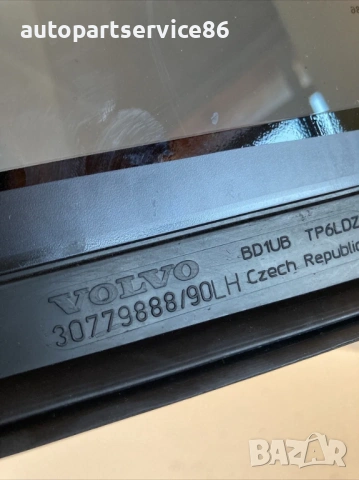 autopartservice86
BD1UB TP6LDZ
VOLVO
30779888/90LH Czech Republic
BAZAR